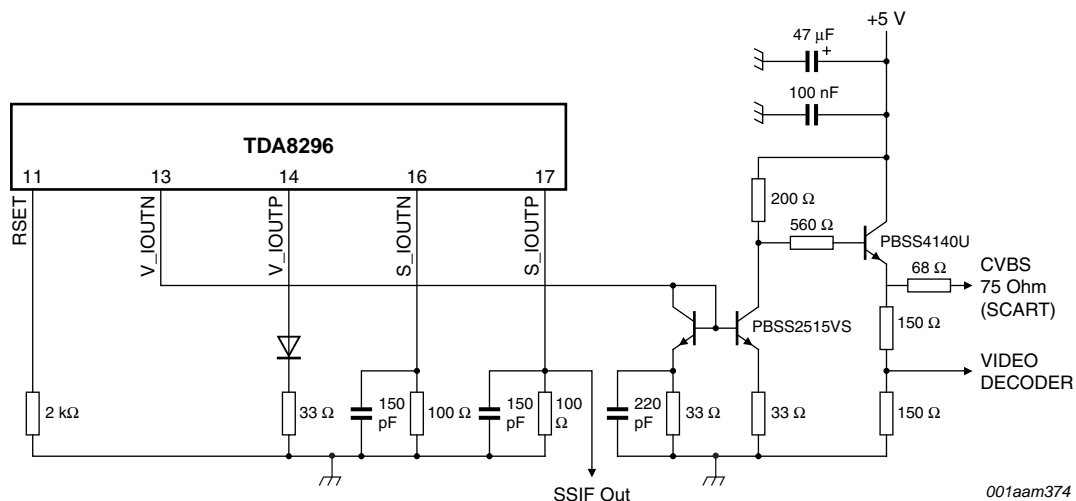 +5 V
47 μF
+
100 nF
TDA8296
11
13
14
16
17
RSET
V_IOUTN
V_IOUTP
S_IOUTN
S_IOUTP
200 Ω
560 Ω
PBSS4140U
68 Ω
CVBS
75 Ohm
(SCART)
PBSS2515VS
150 Ω
VIDEO
DECODER
2 kΩ
33 Ω
150
pF
100 Ω
150
pF
100
Ω
220
pF
33 Ω
33 Ω
150 Ω
SSIF Out
001aam374